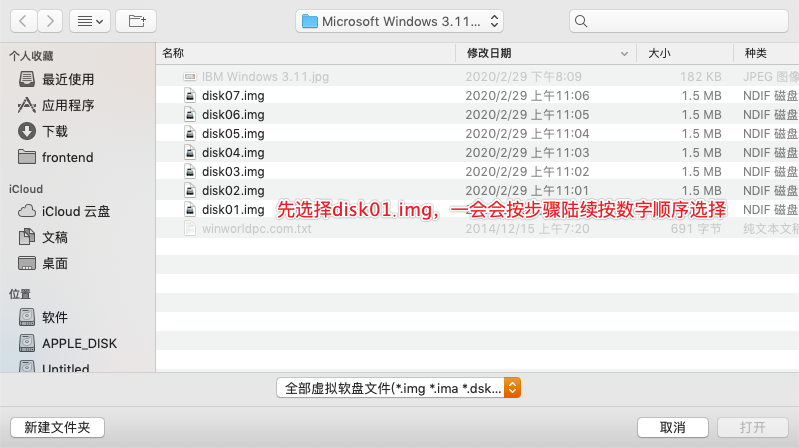 Microsoft Windows 3.11...
个人收藏
最近使用
应用程序
下载
frontend
iCloud
iCloud 云盘
文稿
桌面
位置
软件
APPLE_DISK
Untitled
名称 修改日期 大小 种类
IBM Windows 3.11.jpg 2020/2/29 下午8:09 182 KB JPEG 图像
disk07.img 2020/2/29 上午11:06 1.5 MB NDIF 磁盘
disk06.img 2020/2/29 上午11:05 1.5 MB NDIF 磁盘
disk05.img 2020/2/29 上午11:04 1.5 MB NDIF 磁盘
disk04.img 2020/2/29 上午11:03 1.5 MB NDIF 磁盘
disk03.img 2020/2/29 上午11:02 1.5 MB NDIF 磁盘
disk02.img 2020/2/29 上午11:01 1.5 MB NDIF 磁盘
disk01.img NDIF 磁盘
先选择disk01.img，一会会按步骤陆续按数字顺序选择
winworldpc.com.txt 2014/12/15 上午7:20 691 字节 纯文本文稿
全部虚拟软盘文件(*.img *.ima *.dsk...
新建文件夹 取消 打开